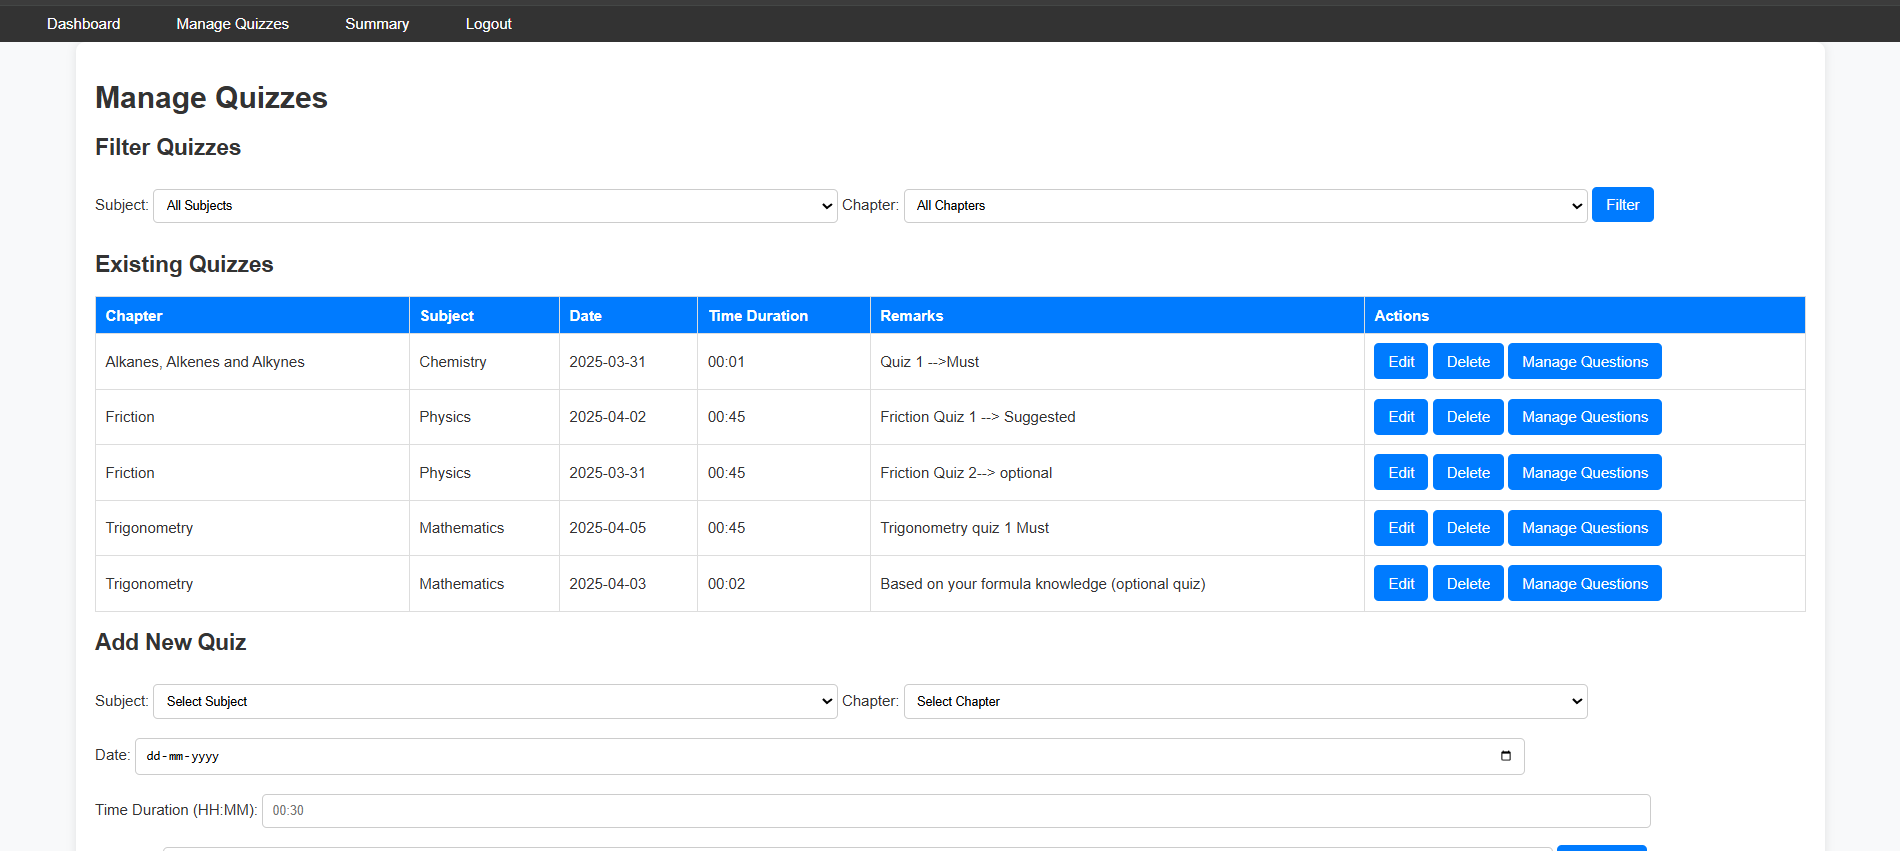 Dashboard Manage Quizzes Summary Logout
Manage Quizzes
Filter Quizzes
Subject: All Subjects Chapter: All Chapters Filter
Existing Quizzes
Chapter Subject Date Time Duration Remarks Actions
Alkanes, Alkenes and Alkynes Chemistry 2025-03-31 00:01 Quiz 1 -->Must Edit Delete Manage Questions
Friction Physics 2025-04-02 00:45 Friction Quiz 1 --> Suggested Edit Delete Manage Questions
Friction Physics 2025-03-31 00:45 Friction Quiz 2--> optional Edit Delete Manage Questions
Trigonometry Mathematics 2025-04-05 00:45 Trigonometry quiz 1 Must Edit Delete Manage Questions
Trigonometry Mathematics 2025-04-03 00:02 Based on your formula knowledge (optional quiz) Edit Delete Manage Questions
Add New Quiz
Subject: Select Subject Chapter: Select Chapter
Date: dd-mm-yyyy
Time Duration (HH:MM): 00:30